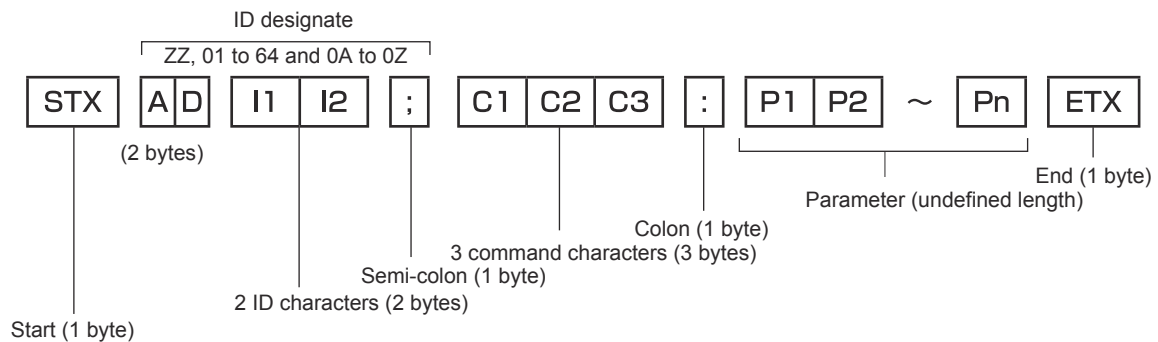 ID designate
ZZ, 01 to 64 and 0A to 0Z
STX A D I1 I2 ; C1 C2 C3 : P1 P2 ～ Pn ETX
(2 bytes)
End (1 byte)
Parameter (undefined length)
Colon (1 byte)
3 command characters (3 bytes)
Semi-colon (1 byte)
2 ID characters (2 bytes)
Start (1 byte)